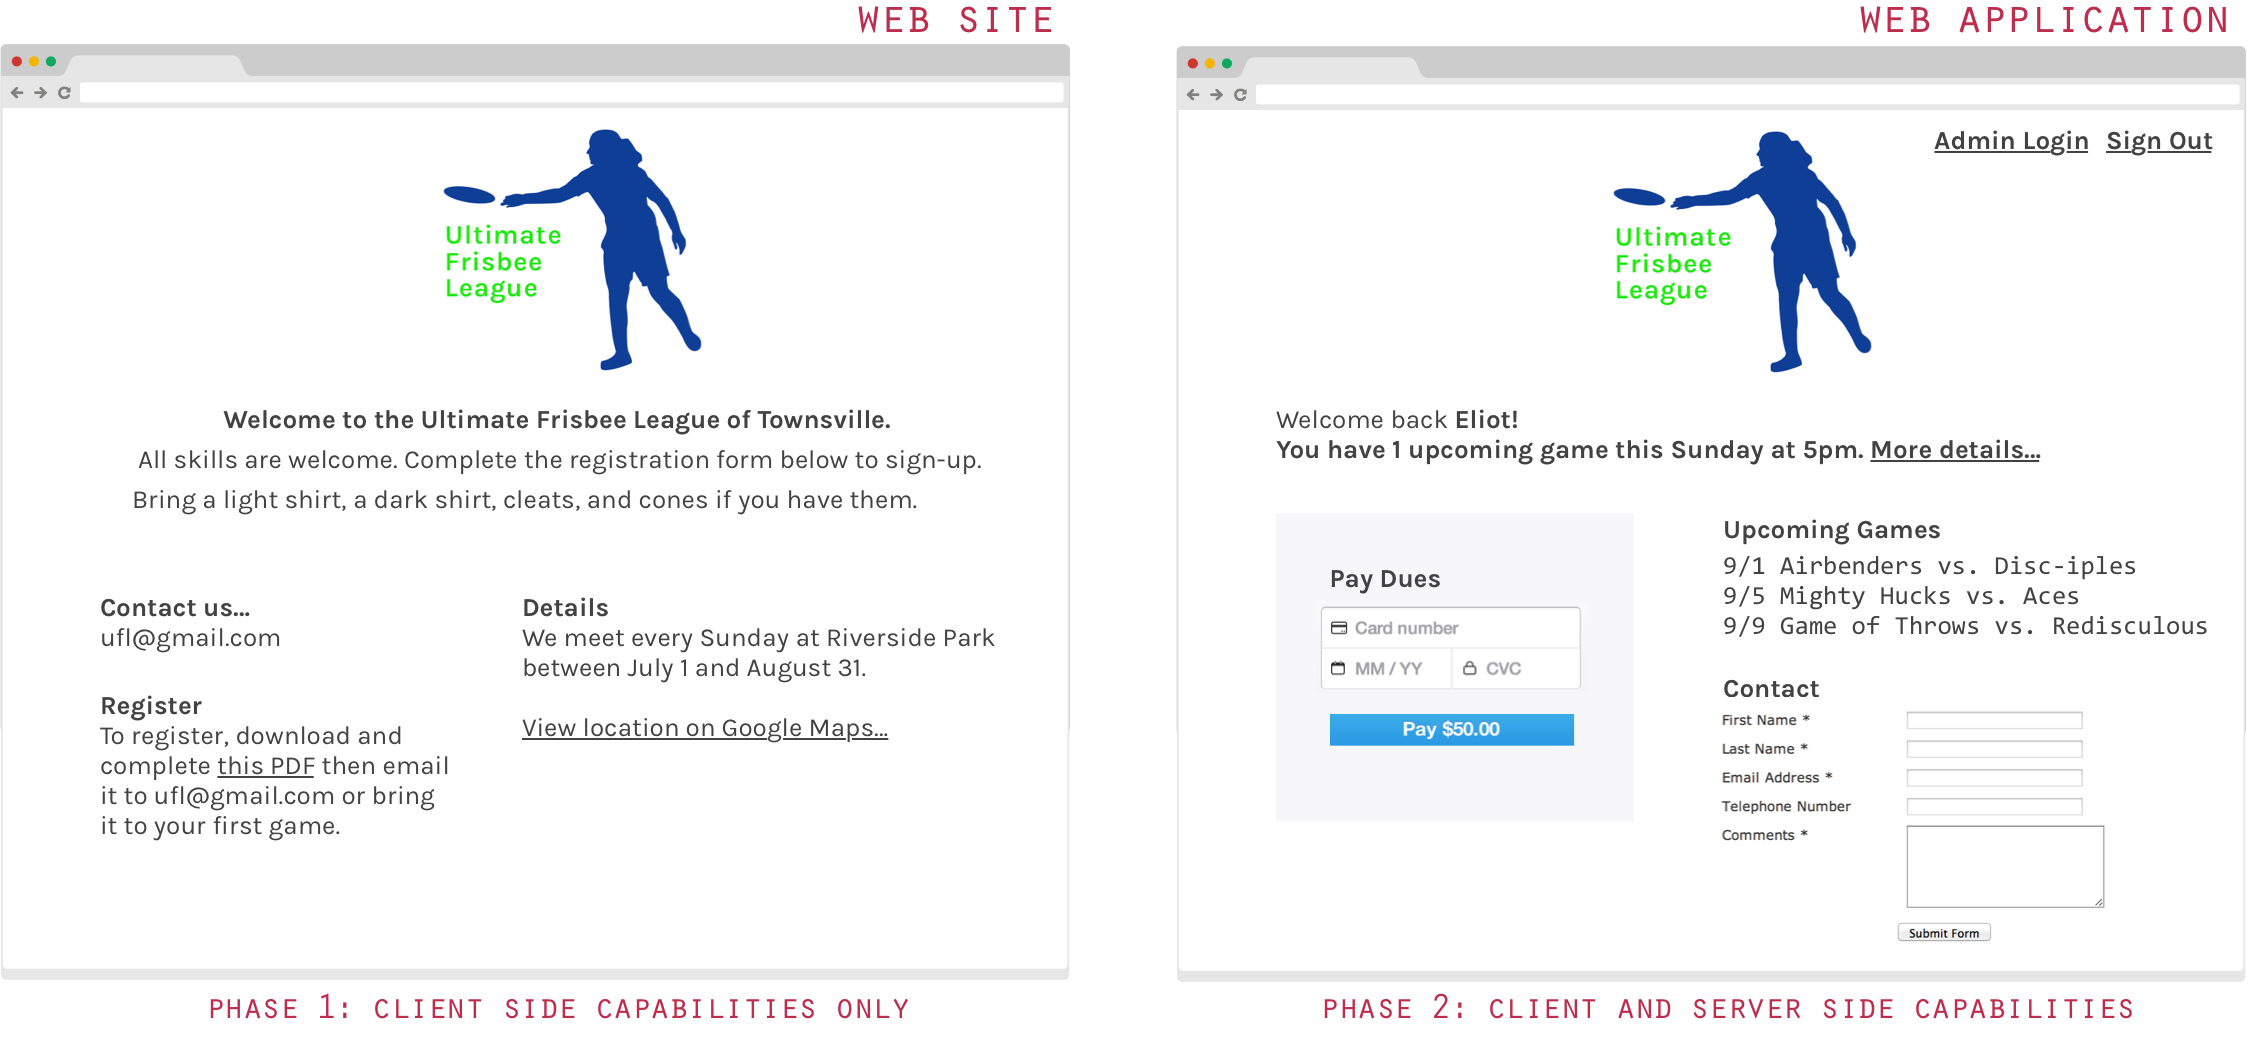 WEB SITE
Ultimate
Frisbee
League
Welcome to the Ultimate Frisbee League of Townsville.
All skills are welcome. Complete the registration form below to sign-up.
Bring a light shirt, a dark shirt, cleats, and cones if you have them.
Contact us...
ufl@gmail.com
Register
To register, download and
complete this PDF then email
it to ufl@gmail.com or bring
it to your first game.
Details
We meet every Sunday at Riverside Park
between July 1 and August 31.
View location on Google Maps...
PHASE 1: CLIENT SIDE CAPABILITIES ONLY
WEB APPLICATION
Admin Login Sign Out
Ultimate
Frisbee
League
Welcome back Eliot!
You have 1 upcoming game this Sunday at 5pm. More details...
Pay Dues
Card number
MM / YY CVC
Pay $50.00
Upcoming Games
9/1 Airbenders vs. Disc-iples
9/5 Mighty Hucks vs. Aces
9/9 Game of Throws vs. Redisculous
Contact
First Name *
Last Name *
Email Address *
Telephone Number
Comments *
Submit Form
PHASE 2: CLIENT AND SERVER SIDE CAPABILITIES